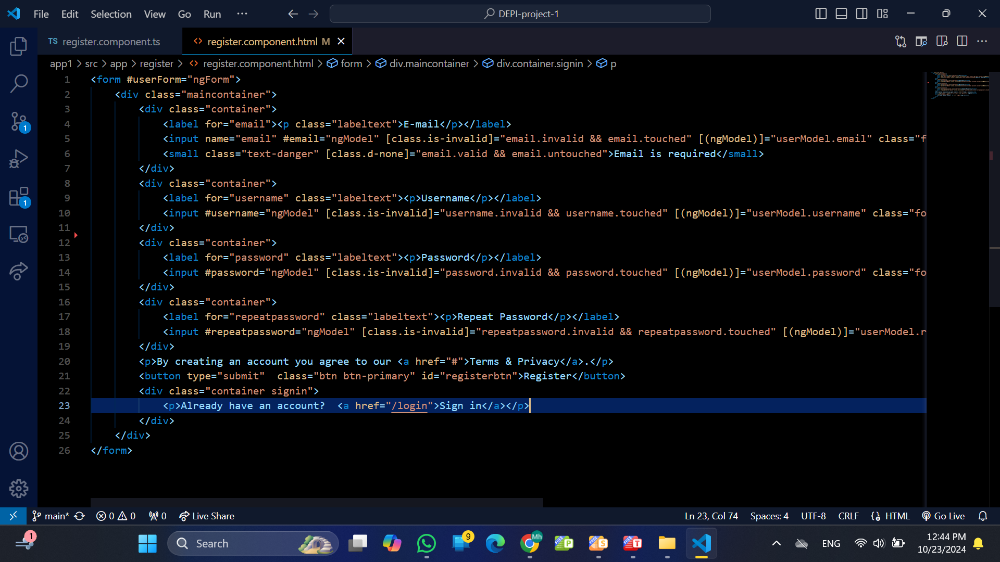 File Edit Selection View Go Run ··· DEPI-project-1
TS register.component.ts <> register.component.html M
app1 > src > app > register > <> register.component.html > form > div.maincontainer > div.container.signin > p
1 <form #userForm="ngForm">
2 <div class="maincontainer">
3 <div class="container">
4 <label for="email"><p class="labeltext">E-mail</p></label>
5 <input name="email" #email="ngModel" [class.is-invalid]="email.invalid && email.touched" [(ngModel)]="userModel.email" class="f
6 <small class="text-danger" [class.d-none]="email.valid && email.untouched">Email is required</small>
7 </div>
8 <div class="container">
9 <label for="username" class="labeltext"><p>Username</p></label>
10 <input #username="ngModel" [class.is-invalid]="username.invalid && username.touched" [(ngModel)]="userModel.username" class="fo
11 </div>
12 <div class="container">
13 <label for="password" class="labeltext"><p>Password</p></label>
14 <input #password="ngModel" [class.is-invalid]="password.invalid && password.touched" [(ngModel)]="userModel.password" class="fo
15 </div>
16 <div class="container">
17 <label for="repeatpassword" class="labeltext"><p>Repeat Password</p></label>
18 <input #repeatpassword="ngModel" [class.is-invalid]="repeatpassword.invalid && repeatpassword.touched" [(ngModel)]="userModel.r
19 </div>
20 <p>By creating an account you agree to our <a href="#">Terms & Privacy</a>.</p>
21 <button type="submit"  class="btn btn-primary" id="registerbtn">Register</button>
22 <div class="container signin">
23 <p>Already have an account?  <a href="/login">Sign in</a></p>
24 </div>
25 </div>
26 </form>
1
1
main* 0 0 0 Live Share Ln 23, Col 74 Spaces: 4 UTF-8 CRLF HTML Go Live
1 Search 9 Mh FREE P FREE S FREE T ENG 12:44 PM
10/23/2024